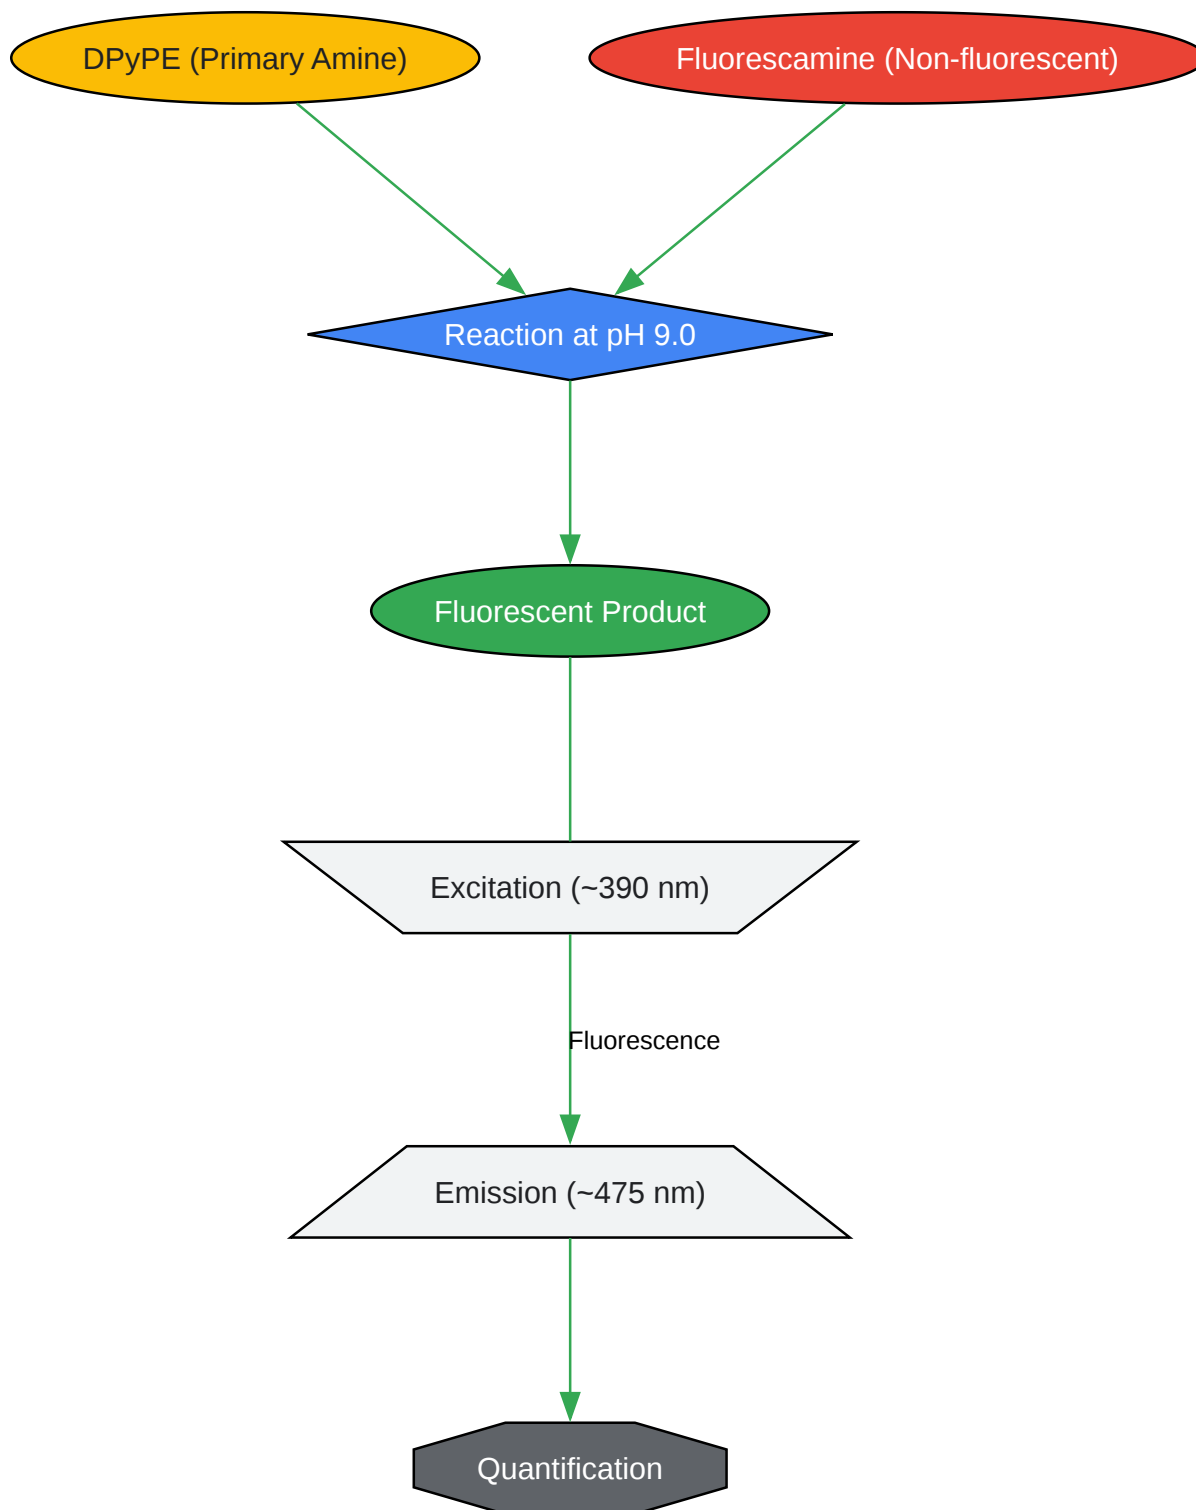 DPyPE (Primary Amine)
Fluorescamine (Non-fluorescent)
Reaction at pH 9.0
Fluorescent Product
Excitation (~390 nm)
Fluorescence
Emission (~475 nm)
Quantification